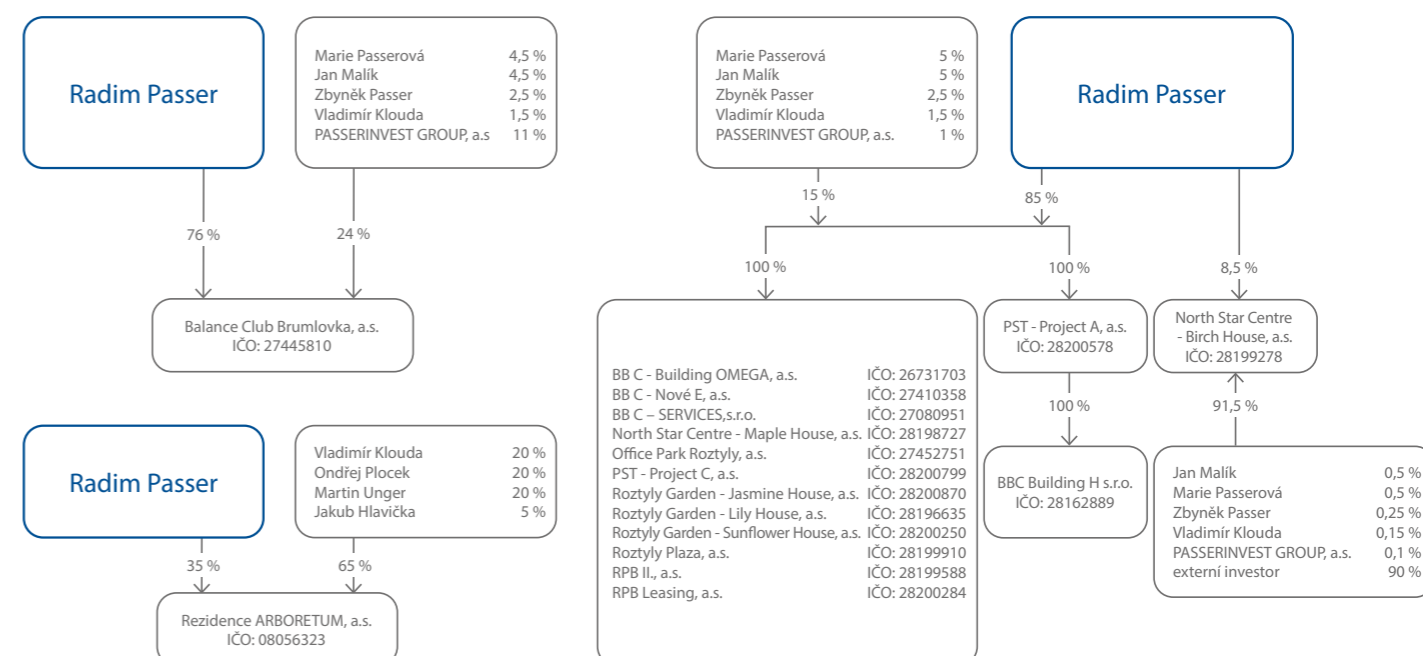 Radim Passer
Marie Passerová 4,5 %
Jan Malík 4,5 %
Zbyněk Passer 2,5 %
Vladimír Klouda 1,5 %
PASSERINVEST GROUP, a.s 11 %
76 %
24 %
Balance Club Brumlovka, a.s.
IČO: 27445810
Radim Passer
Vladimír Klouda 20 %
Ondřej Plocek 20 %
Martin Unger 20 %
Jakub Hlavička 5 %
35 %
65 %
Rezidence ARBORETUM, a.s.
IČO: 08056323
Marie Passerová 5 %
Jan Malík 5 %
Zbyněk Passer 2,5 %
Vladimír Klouda 1,5 %
PASSERINVEST GROUP, a.s. 1 %
Radim Passer
15 %
85 %
100 %
100 %
8,5 %
BB C - Building OMEGA, a.s. IČO: 26731703
BB C - Nové E, a.s. IČO: 27410358
BB C – SERVICES,s.r.o. IČO: 27080951
North Star Centre - Maple House, a.s. IČO: 28198727
Office Park Roztyly, a.s. IČO: 27452751
PST - Project C, a.s. IČO: 28200799
Roztyly Garden - Jasmine House, a.s. IČO: 28200870
Roztyly Garden - Lily House, a.s. IČO: 28196635
Roztyly Garden - Sunflower House, a.s. IČO: 28200250
Roztyly Plaza, a.s. IČO: 28199910
RPB II., a.s. IČO: 28199588
RPB Leasing, a.s. IČO: 28200284
PST - Project A, a.s.
IČO: 28200578
100 %
BBC Building H s.r.o.
IČO: 28162889
North Star Centre
- Birch House, a.s.
IČO: 28199278
91,5 %
Jan Malík 0,5 %
Marie Passerová 0,5 %
Zbyněk Passer 0,25 %
Vladimír Klouda 0,15 %
PASSERINVEST GROUP, a.s. 0,1 %
externí investor 90 %